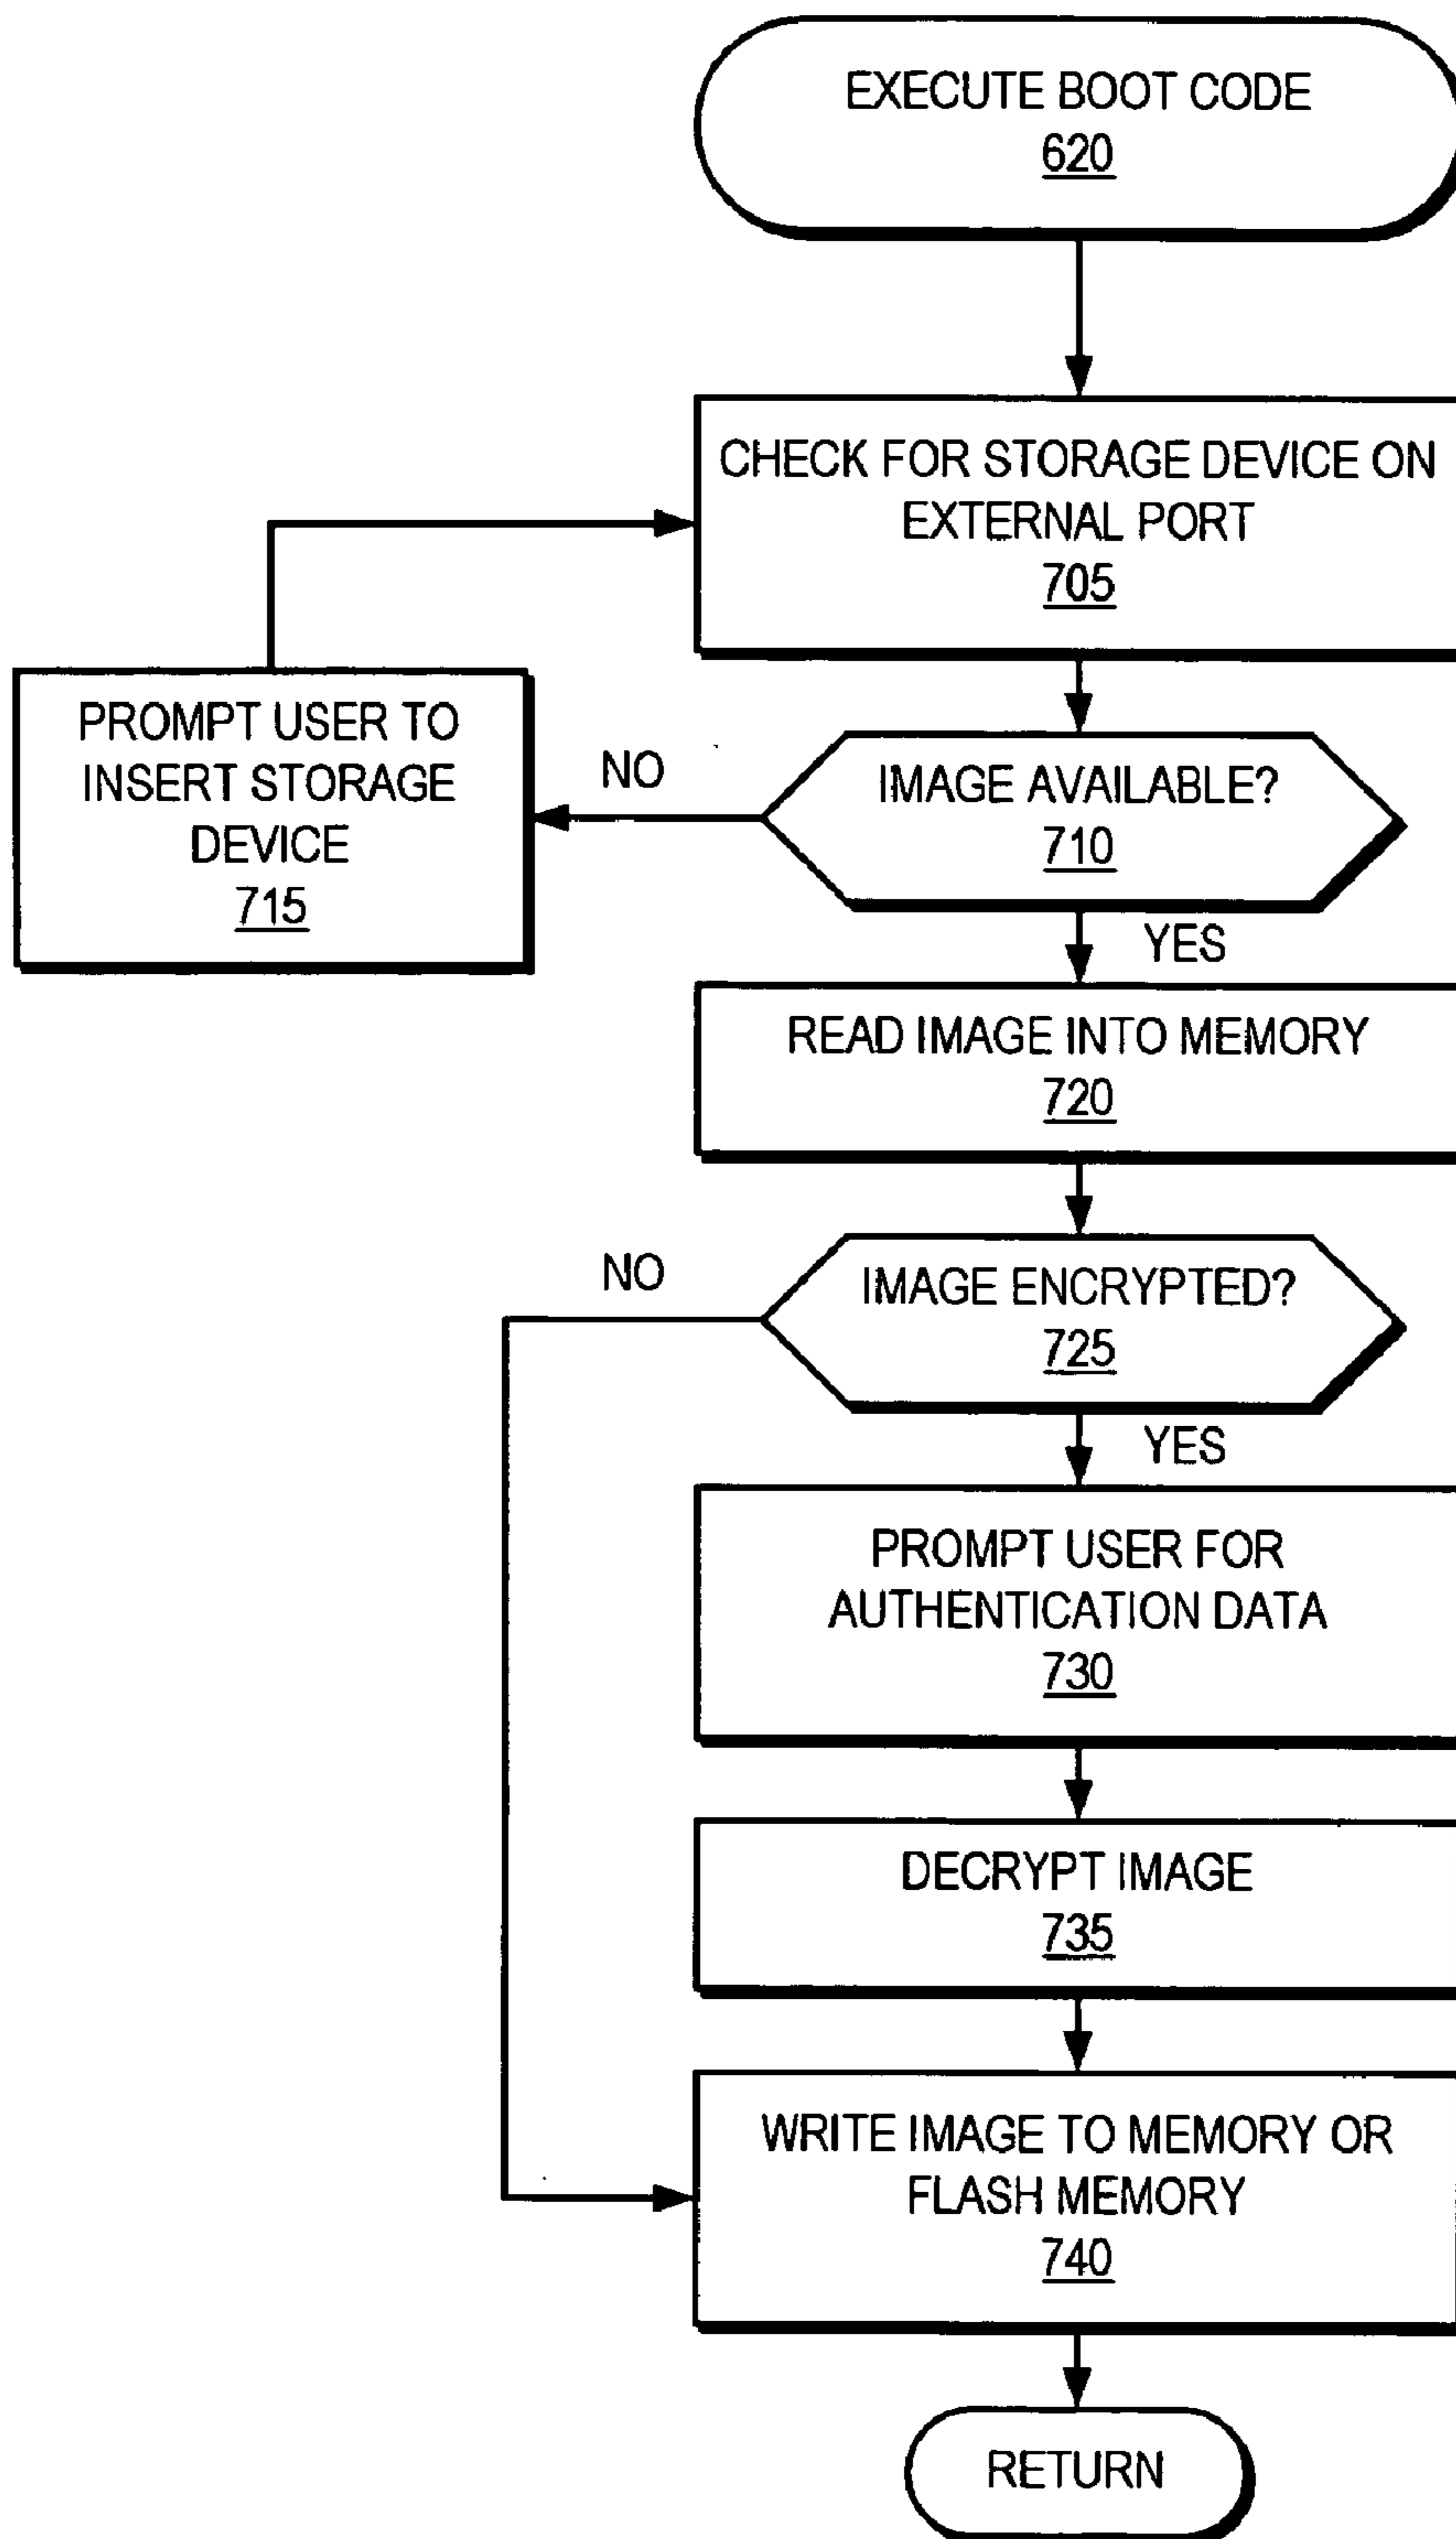 EXECUTE BOOT CODE
620
CHECK FOR STORAGE DEVICE ON
EXTERNAL PORT
705
PROMPT USER TO
INSERT STORAGE
DEVICE
715
NO
IMAGE AVAILABLE?
710
YES
READ IMAGE INTO MEMORY
720
NO
IMAGE ENCRYPTED?
725
YES
PROMPT USER FOR
AUTHENTICATION DATA
730
DECRYPT IMAGE
735
WRITE IMAGE TO MEMORY OR
FLASH MEMORY
740
RETURN